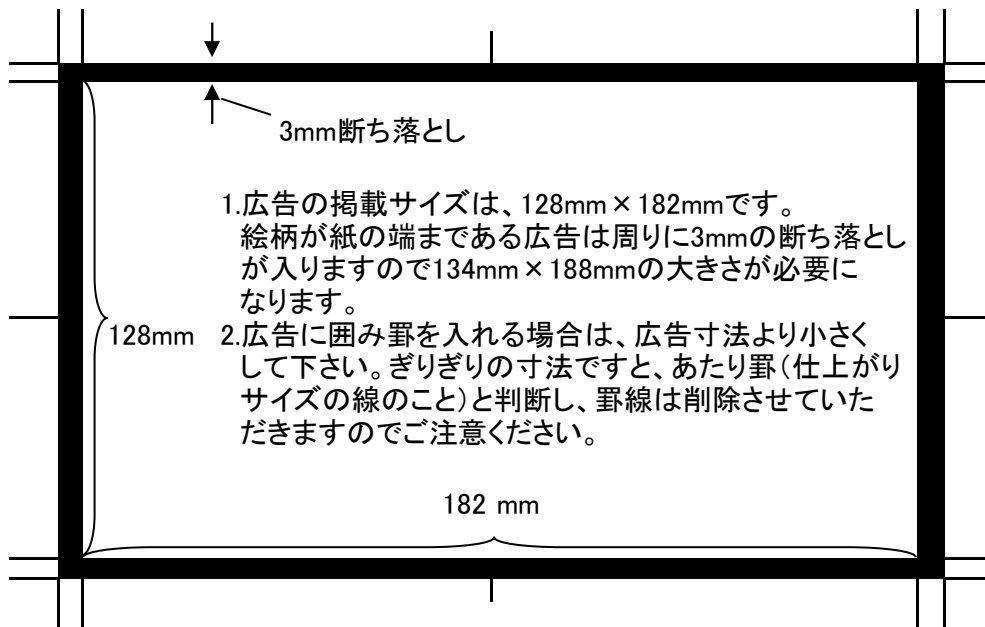 3mm断ち落とし
1.広告の掲載サイズは、128mm×182mmです。
絵柄が紙の端まである広告は周りに3mmの断ち落とし
が入りますので134mm×188mmの大きさが必要に
なります。
128mm
2.広告に囲み罫を入れる場合は、広告寸法より小さく
して下さい。ぎりぎりの寸法ですと、あたり罫(仕上がり
サイズの線のこと)と判断し、罫線は削除させていた
だきますのでご注意ください。
182 mm